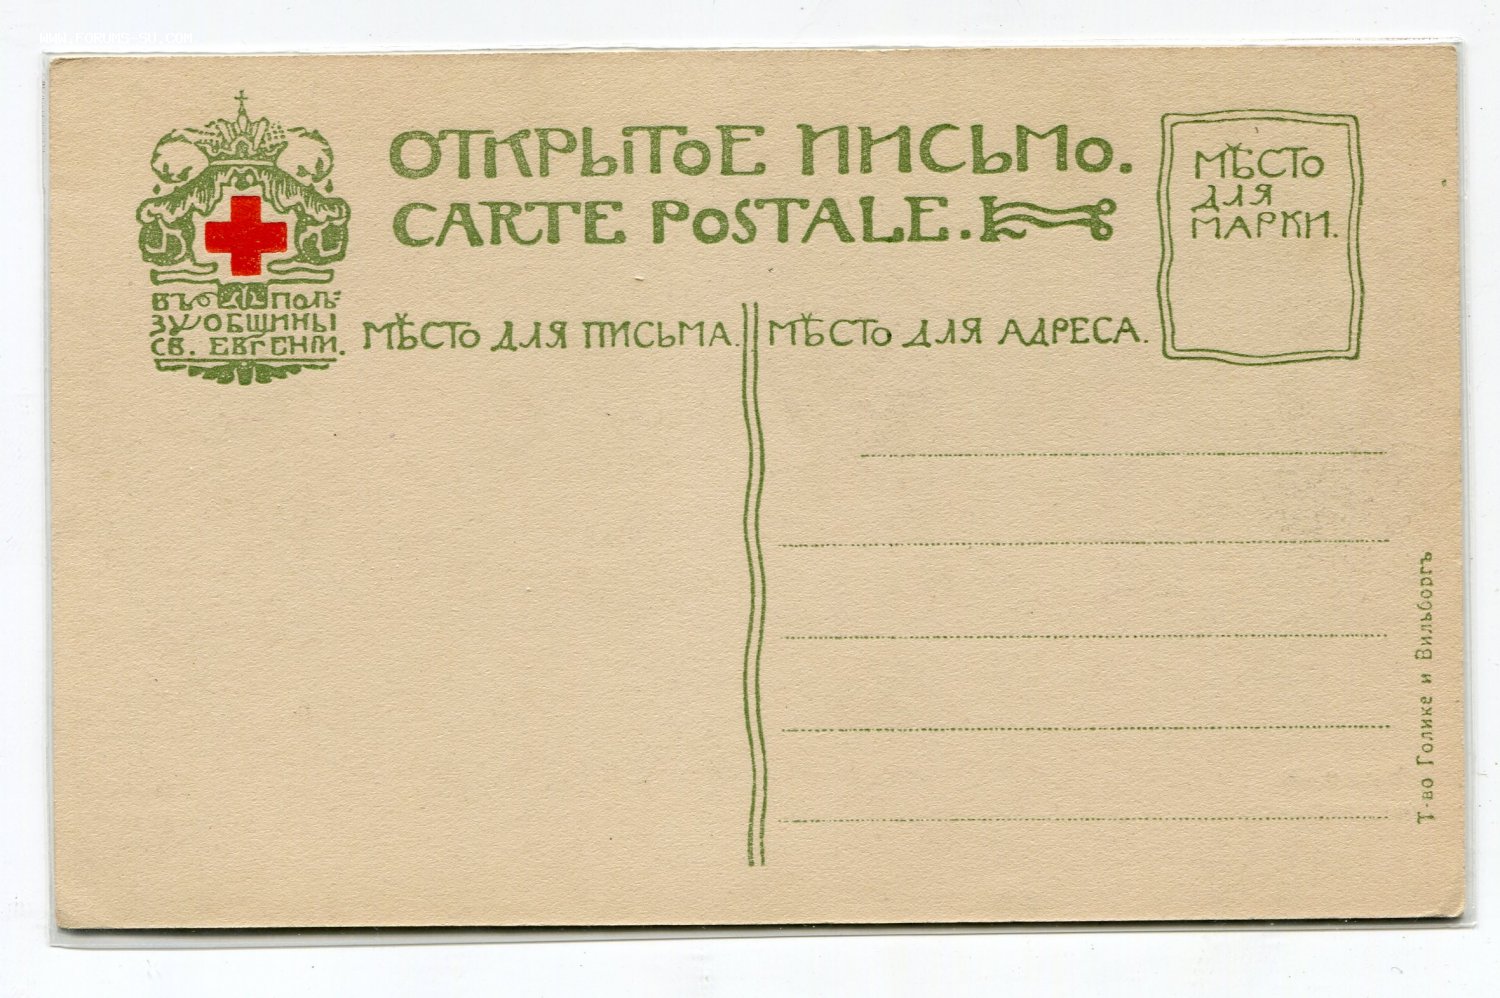 WWW.FORUMS-SU.COM
ОТКРЫТОЕ ПИСЬМО.
CARTE POSTALE.
МѢСТО
ДЛЯ
МАРКИ.
ВЪ ПОЛЬ-
ЗУ ОБЩИНЫ
СВ. ЕВГЕНІИ.
МѢСТО ДЛЯ ПИСЬМА.
МѢСТО ДЛЯ АДРЕСА.
Т-во Голике и Вильборгъ